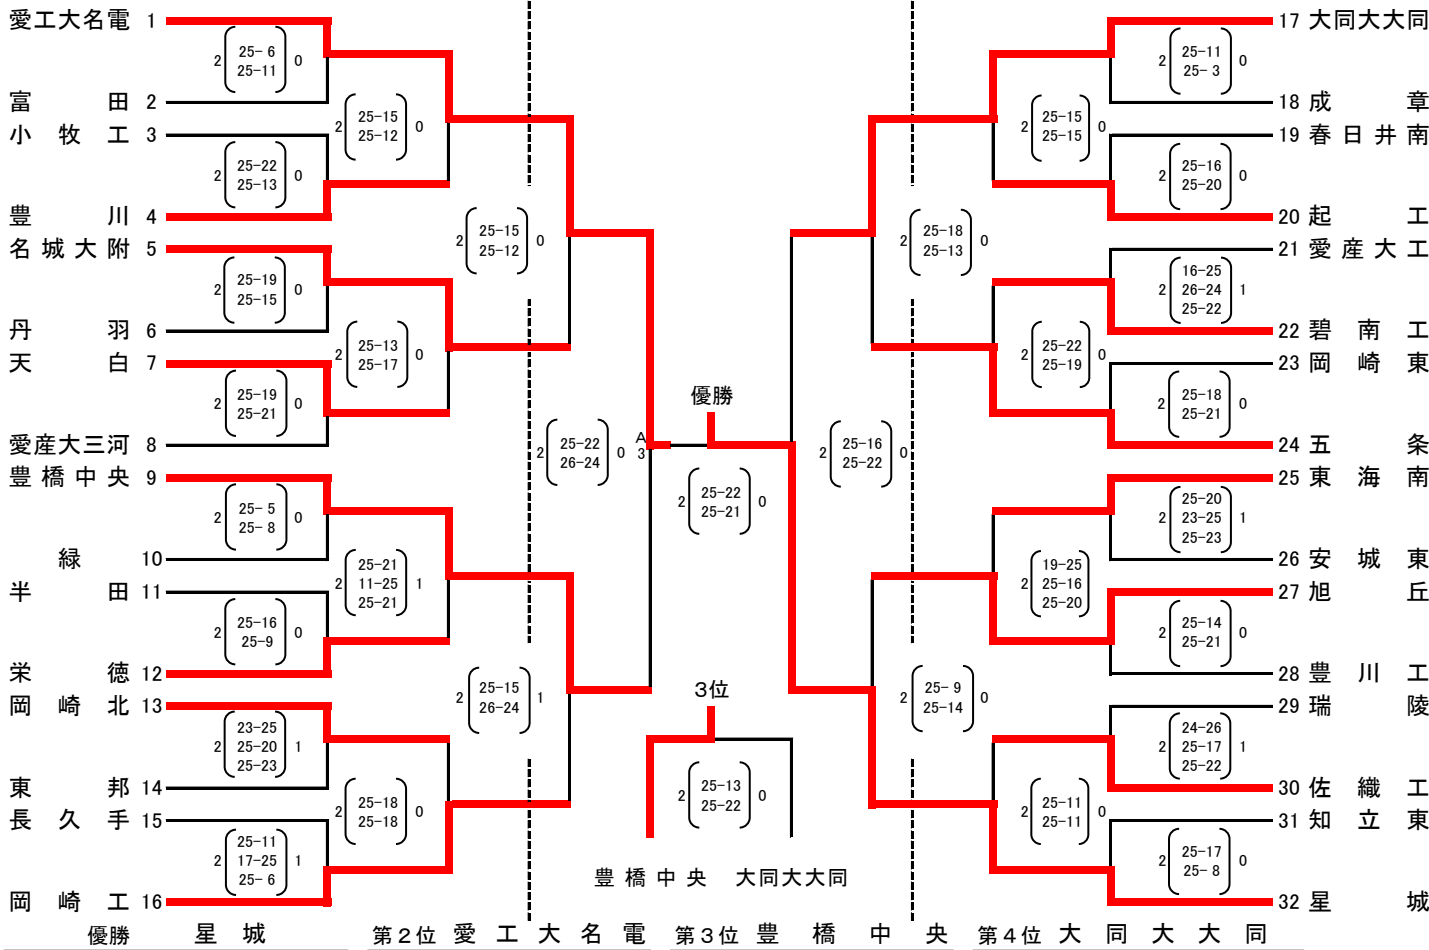 愛工大名電 1
2 25-6 25-11 0
富田 2
小牧工 3
2 25-22 25-13 0
豊川 4
名城大附 5
2 25-19 25-15 0
丹羽 6
天白 7
2 25-19 25-21 0
愛産大三河 8
豊橋中央 9
2 25-5 25-8 0
緑 10
半田 11
2 25-16 25-9 0
栄徳 12
岡崎北 13
2 23-25 25-20 25-23 1
東邦 14
長久手 15
2 25-11 17-25 25-6 1
岡崎工 16
2 25-15 25-12 0
2 25-13 25-17 0
2 25-21 11-25 25-21 1
2 25-18 25-18 0
2 25-15 25-12 0
2 25-15 26-24 1
2 25-22 26-24 0
A
3
優勝
2 25-22 25-21 0
3位
2 25-13 25-22 0
豊橋中央 大同大大同
2 25-16 25-22 0
2 25-18 25-13 0
2 25-9 25-14 0
2 25-15 25-15 0
2 25-22 25-19 0
2 19-25 25-16 25-20
2 25-11 25-11 0
17 大同大大同
2 25-11 25-3 0
18 成章
19 春日井南
2 25-16 25-20 0
20 起工
21 愛産大工
2 16-25 26-24 25-22 1
22 碧南工
23 岡崎東
2 25-18 25-21 0
24 五条
25 東海南
2 25-20 23-25 25-23 1
26 安城東
27 旭丘
2 25-14 25-21 0
28 豊川工
29 瑞陵
2 24-26 25-17 25-22 1
30 佐織工
31 知立東
2 25-17 25-8 0
32 星城
優勝 星城 第2位 愛工大名電 第3位 豊橋中央 第4位 大同大大同